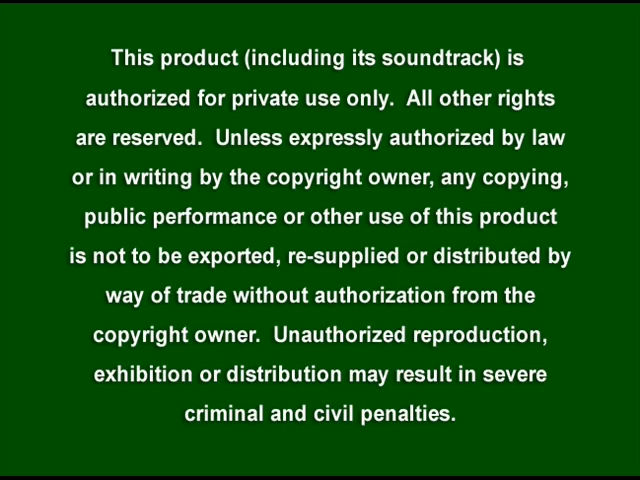 This product (including its soundtrack) is
authorized for private use only.  All other rights
are reserved.  Unless expressly authorized by law
or in writing by the copyright owner, any copying,
public performance or other use of this product
is not to be exported, re-supplied or distributed by
way of trade without authorization from the
copyright owner.  Unauthorized reproduction,
exhibition or distribution may result in severe
criminal and civil penalties.